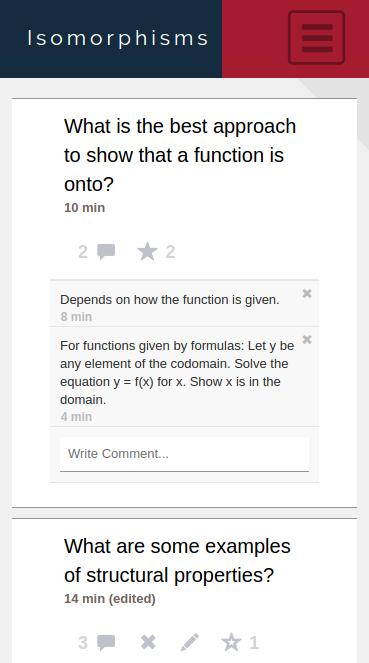 Isomorphisms
What is the best approach
to show that a function is
onto?
10 min
2 2
Depends on how the function is given.
8 min
For functions given by formulas: Let y be
any element of the codomain. Solve the
equation y = f(x) for x. Show x is in the
domain.
4 min
Write Comment...
What are some examples
of structural properties?
14 min (edited)
3 1